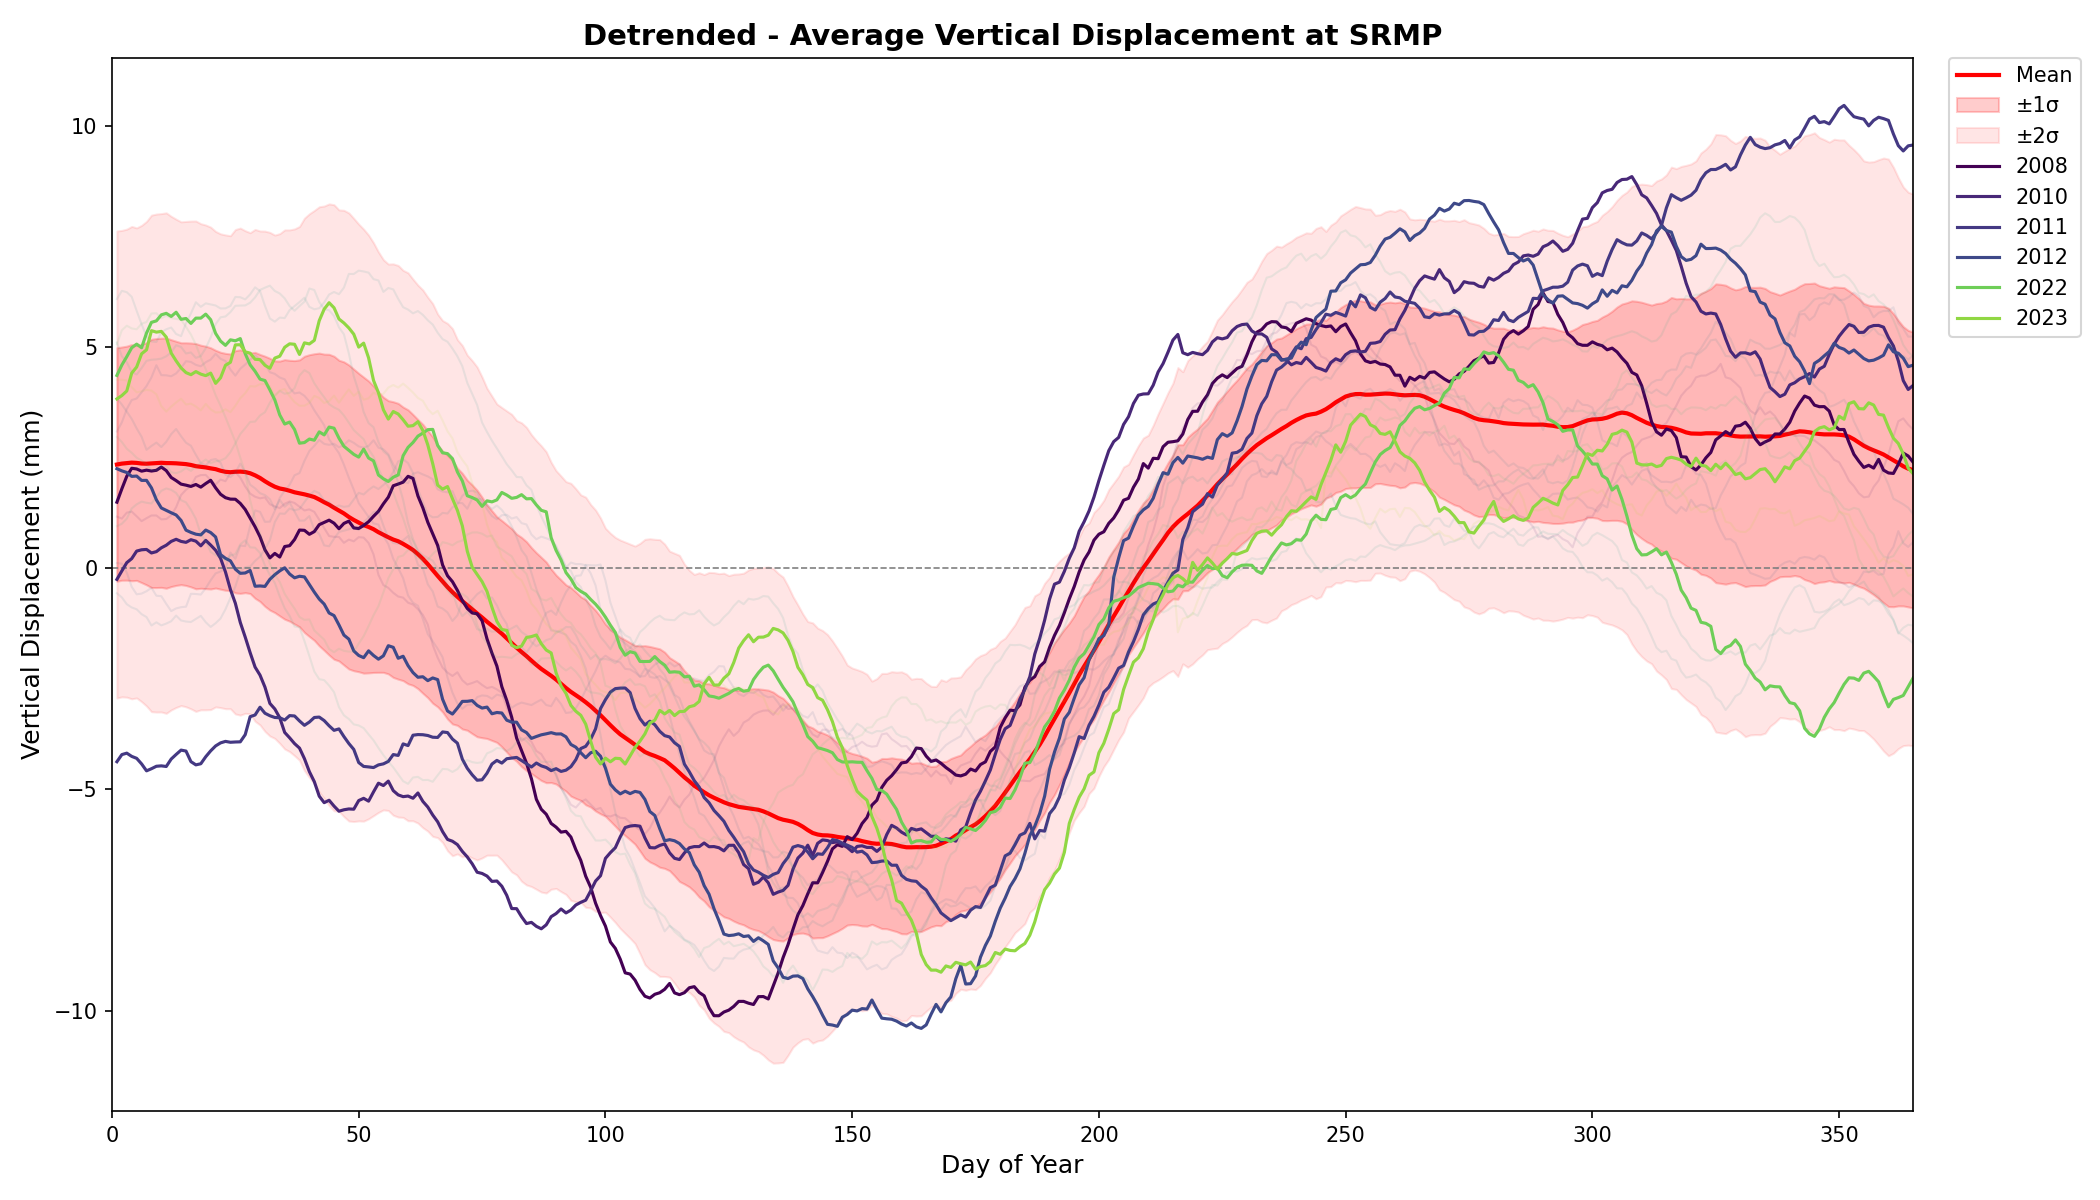 Detrended - Average Vertical Displacement at SRMP
Vertical Displacement (mm)
10
5
0
−5
−10
0 50 100 150 200 250 300 350
Day of Year
Mean
±1σ
±2σ
2008
2010
2011
2012
2022
2023